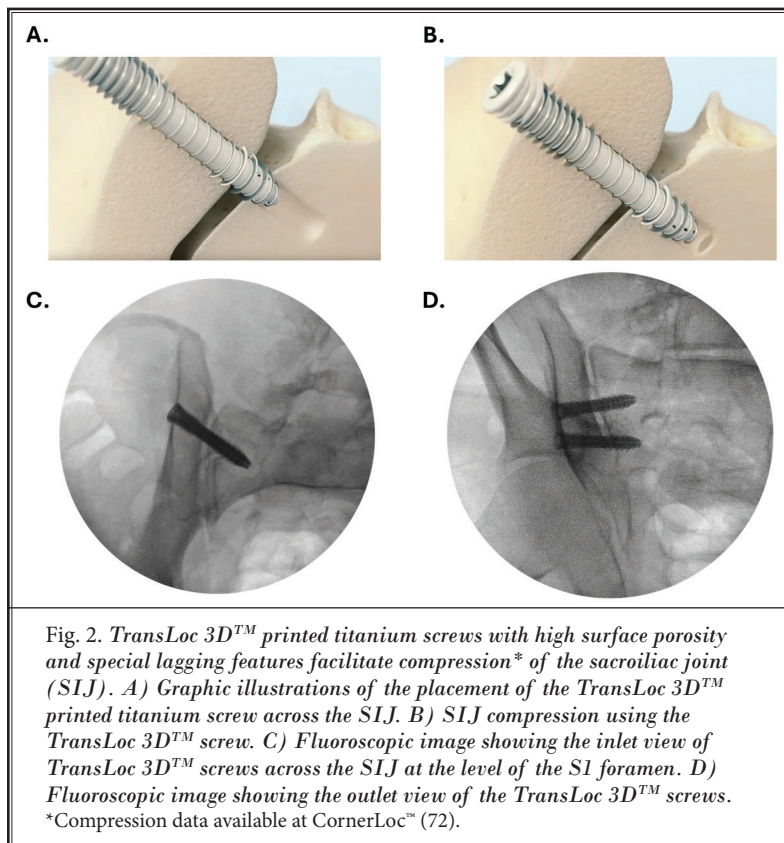 A.
B.
C.
D.
Fig. 2. TransLoc 3D™ printed titanium screws with high surface porosity
and special lagging features facilitate compression* of the sacroiliac joint
(SIJ). A) Graphic illustrations of the placement of the TransLoc 3D™
printed titanium screw across the SIJ. B) SIJ compression using the
TransLoc 3D™ screw. C) Fluoroscopic image showing the inlet view of
TransLoc 3D™ screws across the SIJ at the level of the S1 foramen. D)
Fluoroscopic image showing the outlet view of the TransLoc 3D™ screws.
*Compression data available at CornerLoc™ (72).